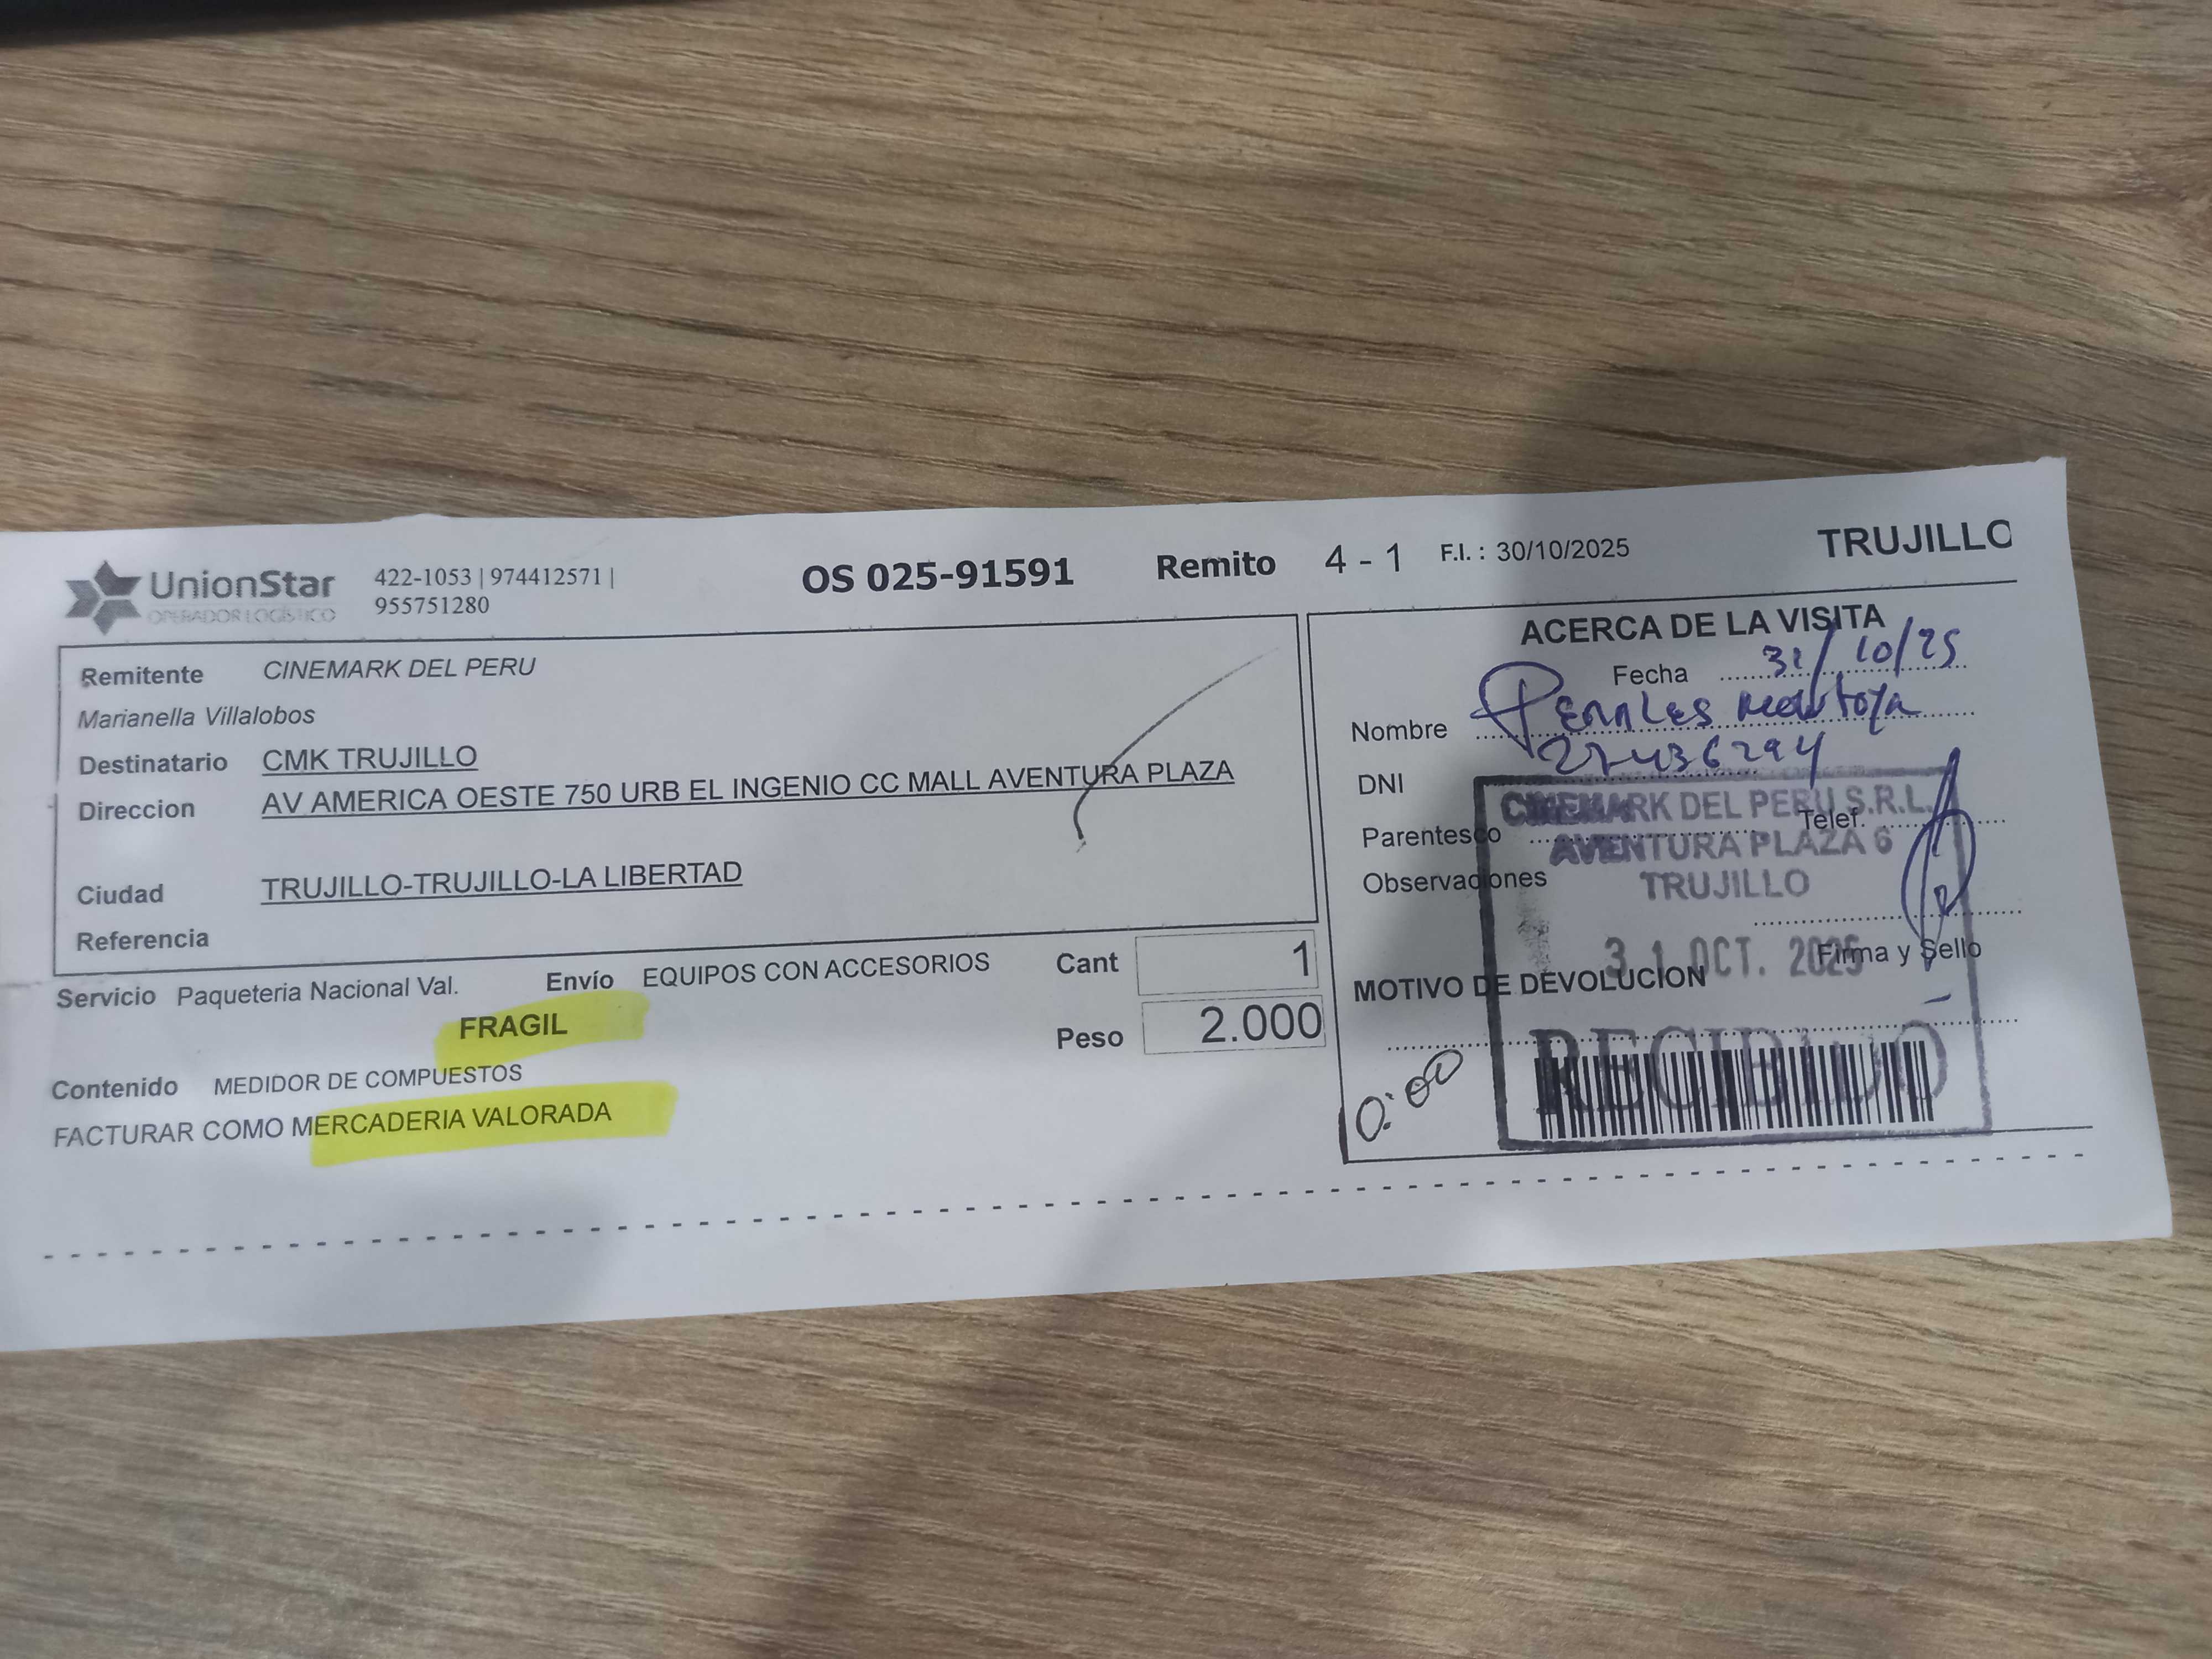 UnionStar
OPERADOR LOGÍSTICO
422-1053 | 974412571 |
955751280
OS 025-91591 Remito 4 - 1 F.I. : 30/10/2025 TRUJILLO
Remitente CINEMARK DEL PERU
Marianella Villalobos
Destinatario CMK TRUJILLO
Direccion AV AMERICA OESTE 750 URB EL INGENIO CC MALL AVENTURA PLAZA
Ciudad TRUJILLO-TRUJILLO-LA LIBERTAD
Referencia
Servicio Paqueteria Nacional Val. Envío EQUIPOS CON ACCESORIOS Cant 1
FRAGIL
Peso 2.000
Contenido MEDIDOR DE COMPUESTOS
FACTURAR COMO MERCADERIA VALORADA
ACERCA DE LA VISITA
Fecha 31/10/25
Nombre
DNI
Parentesco Telef.
Observaciones
Firma y Sello
MOTIVO DE DEVOLUCION
CINEMARK DEL PERU S.R.L.
AVENTURA PLAZA 6
TRUJILLO
31 OCT. 2025
RECIBIDO